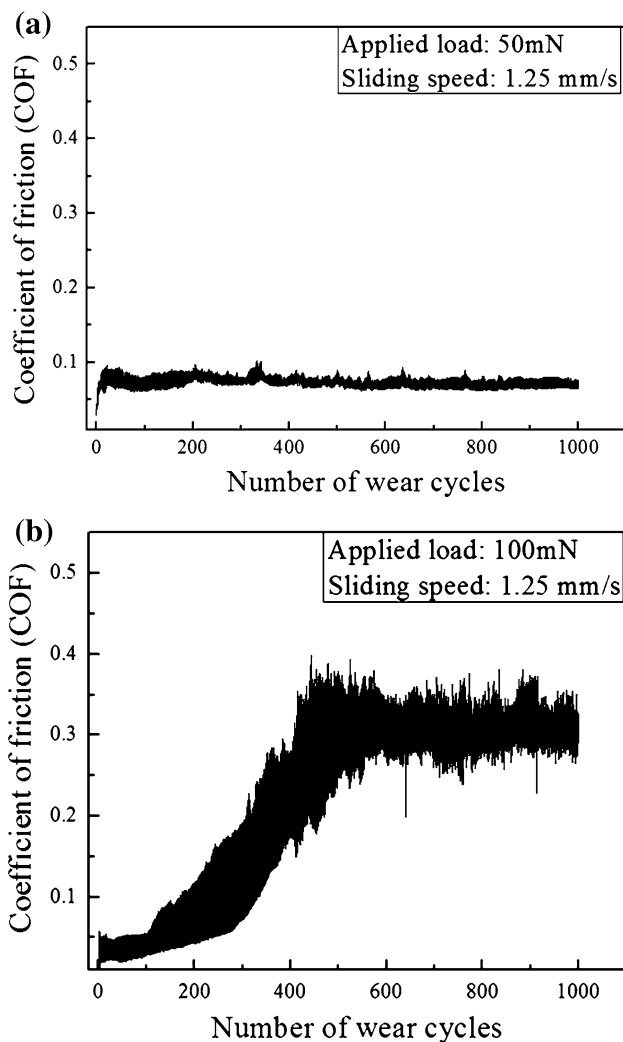 (a)
Applied load: 50mN
Sliding speed: 1.25 mm/s
Coefficient of friction (COF)
0.5
0.4
0.3
0.2
0.1
0 200 400 600 800 1000
Number of wear cycles
(b)
Applied load: 100mN
Sliding speed: 1.25 mm/s
Coefficient of friction (COF)
0.5
0.4
0.3
0.2
0.1
0 200 400 600 800 1000
Number of wear cycles